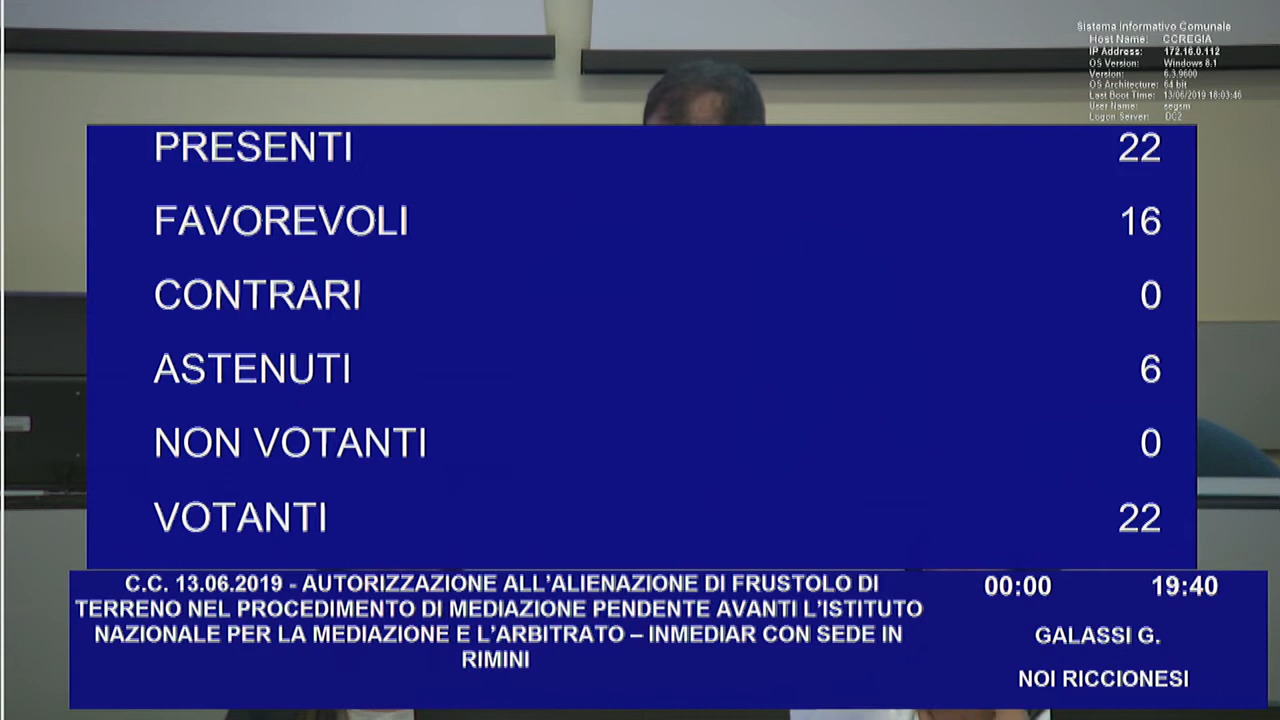 Sistema Informativo Comunale
Host Name: CCREGIA
IP Address: 172.16.0.112
OS Version: Windows 8.1
Version: 6.3.9600
OS Architecture: 64 bit
Last Boot Time: 13/06/2019 18:03:46
User Name: segsm
Logon Server: DC2
PRESENTI 22
FAVOREVOLI 16
CONTRARI 0
ASTENUTI 6
NON VOTANTI 0
VOTANTI 22
C.C. 13.06.2019 - AUTORIZZAZIONE ALL'ALIENAZIONE DI FRUSTOLO DI
TERRENO NEL PROCEDIMENTO DI MEDIAZIONE PENDENTE AVANTI L'ISTITUTO
NAZIONALE PER LA MEDIAZIONE E L'ARBITRATO – INMEDIAR CON SEDE IN
RIMINI
00:00 19:40
GALASSI G.
NOI RICCIONESI